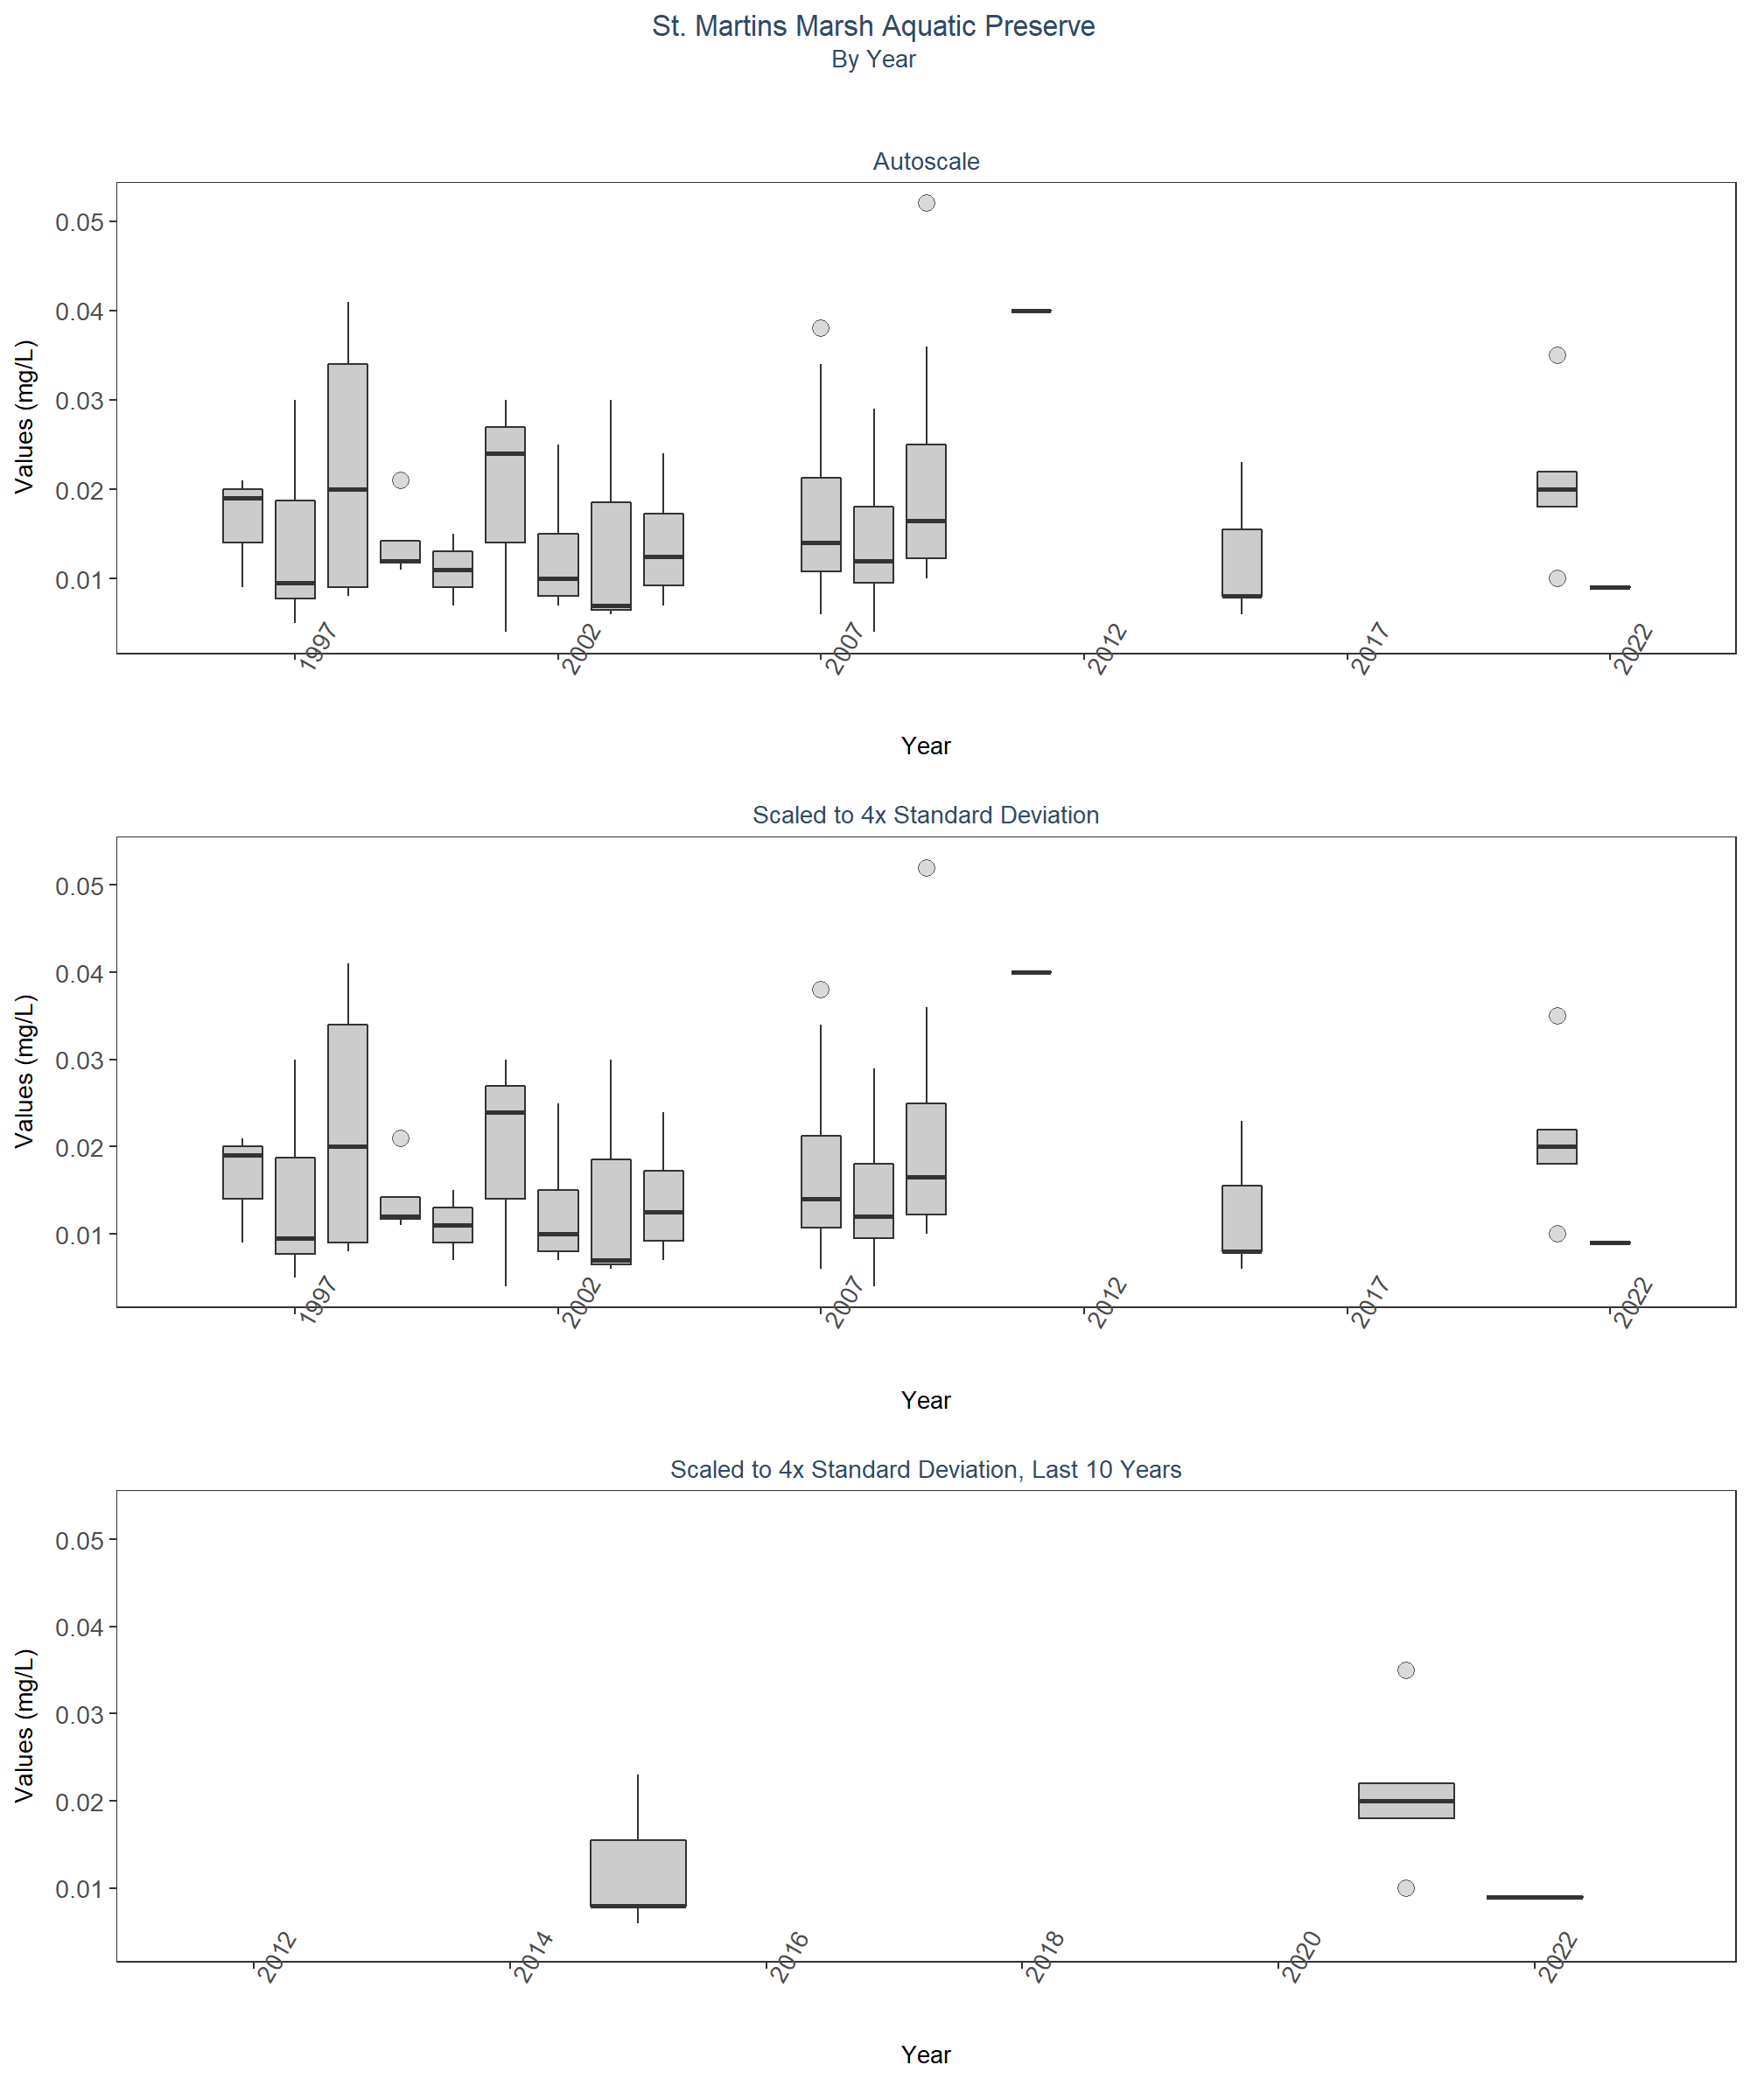 St. Martins Marsh Aquatic Preserve
By Year
Autoscale
Values (mg/L)
0.05
0.04
0.03
0.02
0.01
1997 2002 2007 2012 2017 2022
Year
Scaled to 4x Standard Deviation
Values (mg/L)
0.05
0.04
0.03
0.02
0.01
1997 2002 2007 2012 2017 2022
Year
Scaled to 4x Standard Deviation, Last 10 Years
Values (mg/L)
0.05
0.04
0.03
0.02
0.01
2012 2014 2016 2018 2020 2022
Year